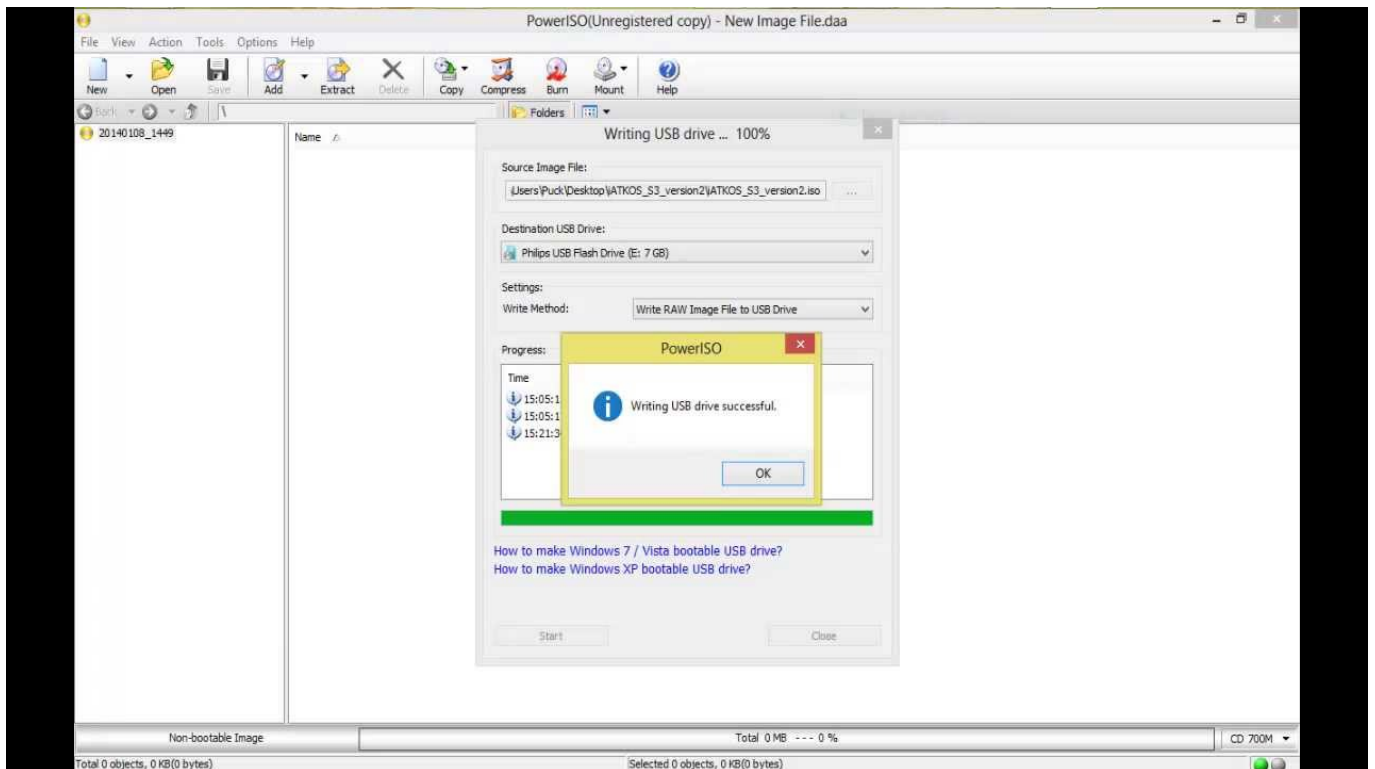 PowerISO(Unregistered copy) - New Image File.daa
File View Action Tools Options Help
New Open Save Add Extract Delete Copy Compress Burn Mount Help
Back \ Folders
20140108_1449
Name
Writing USB drive ... 100%
Source Image File:
\Users\Puck\Desktop\iATKOS_S3_version2\iATKOS_S3_version2.iso ...
Destination USB Drive:
Philips USB Flash Drive (E: 7 GB)
Settings:
Write Method: Write RAW Image File to USB Drive
Progress:
PowerISO
Time
15:05:1
15:05:1
15:21:3
Writing USB drive successful.
OK
How to make Windows 7 / Vista bootable USB drive?
How to make Windows XP bootable USB drive?
Start Close
Non-bootable Image Total 0 MB --- 0 % CD 700M
Total 0 objects, 0 KB(0 bytes) Selected 0 objects, 0 KB(0 bytes)